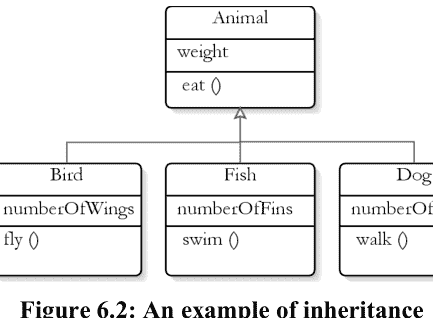 Animal
weight
eat ()
Bird
numberOfWings
fly ()
Fish
numberOfFins
swim ()
Dog
numberOf
walk ()
Figure 6.2: An example of inheritance